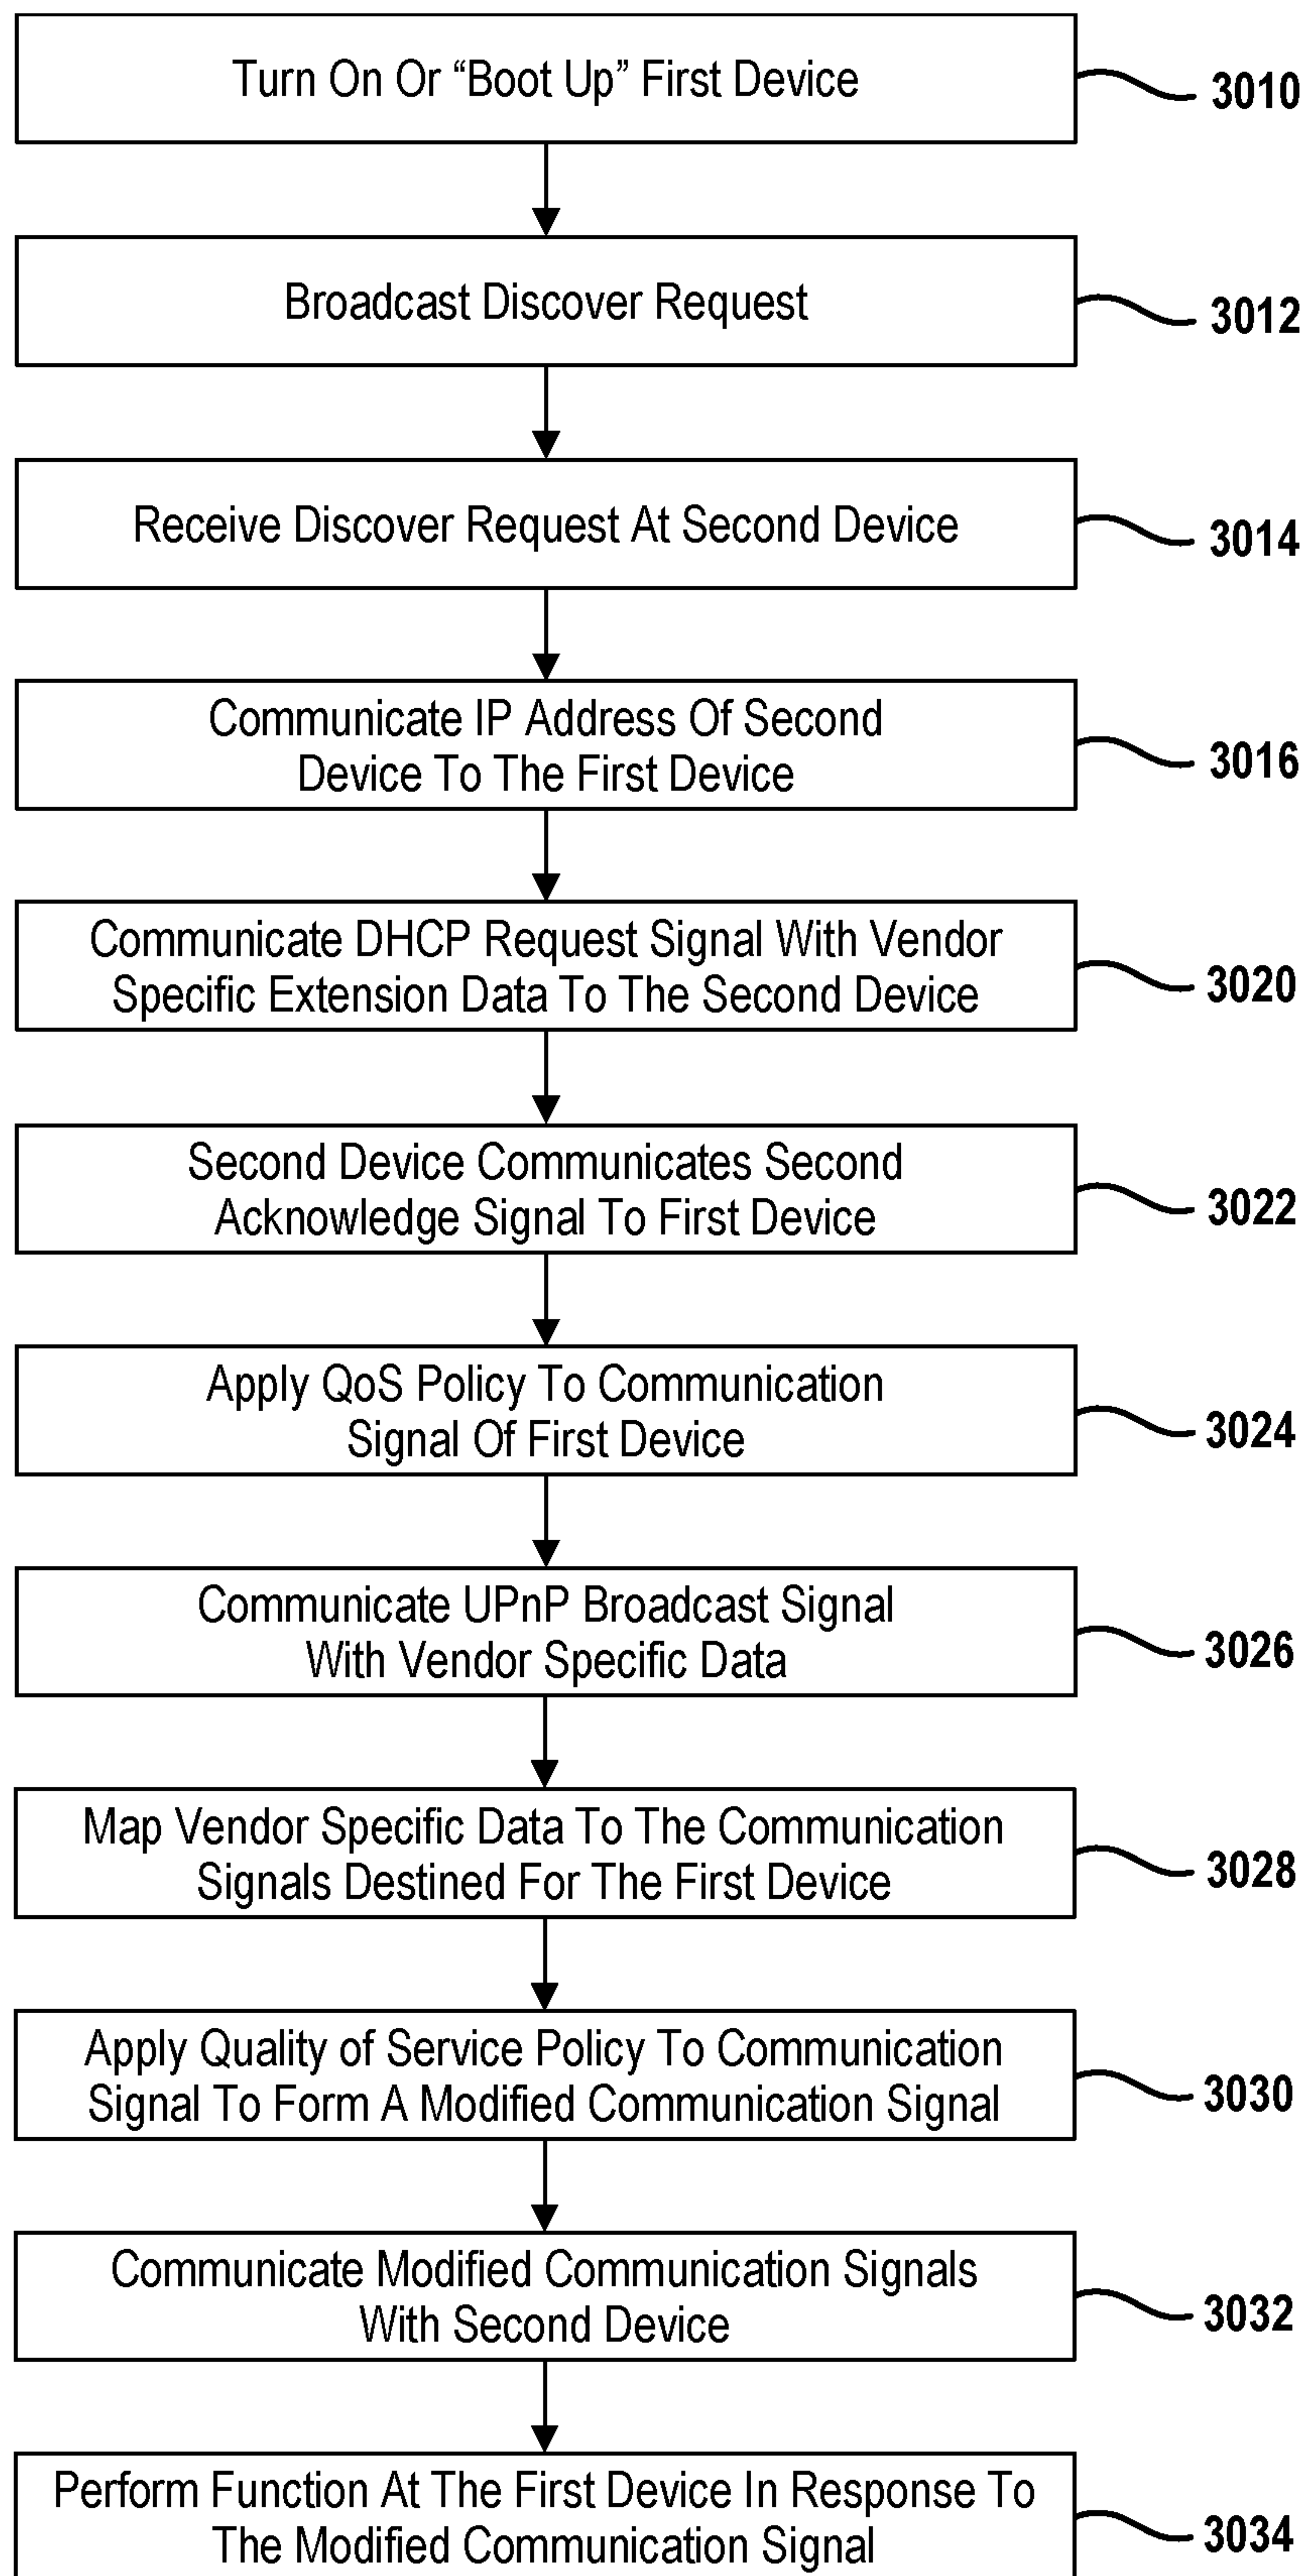 Turn On Or “Boot Up” First Device
3010
Broadcast Discover Request
3012
Receive Discover Request At Second Device
3014
Communicate IP Address Of Second
Device To The First Device
3016
Communicate DHCP Request Signal With Vendor
Specific Extension Data To The Second Device
3020
Second Device Communicates Second
Acknowledge Signal To First Device
3022
Apply QoS Policy To Communication
Signal Of First Device
3024
Communicate UPnP Broadcast Signal
With Vendor Specific Data
3026
Map Vendor Specific Data To The Communication
Signals Destined For The First Device
3028
Apply Quality of Service Policy To Communication
Signal To Form A Modified Communication Signal
3030
Communicate Modified Communication Signals
With Second Device
3032
Perform Function At The First Device In Response To
The Modified Communication Signal
3034